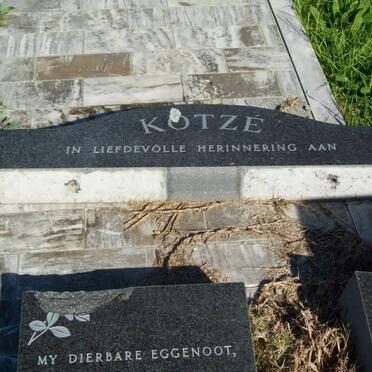 KOTZÉ
IN LIEFDEVOLLE HERINNERING AAN
MY DIERBARE EGGENOOT,